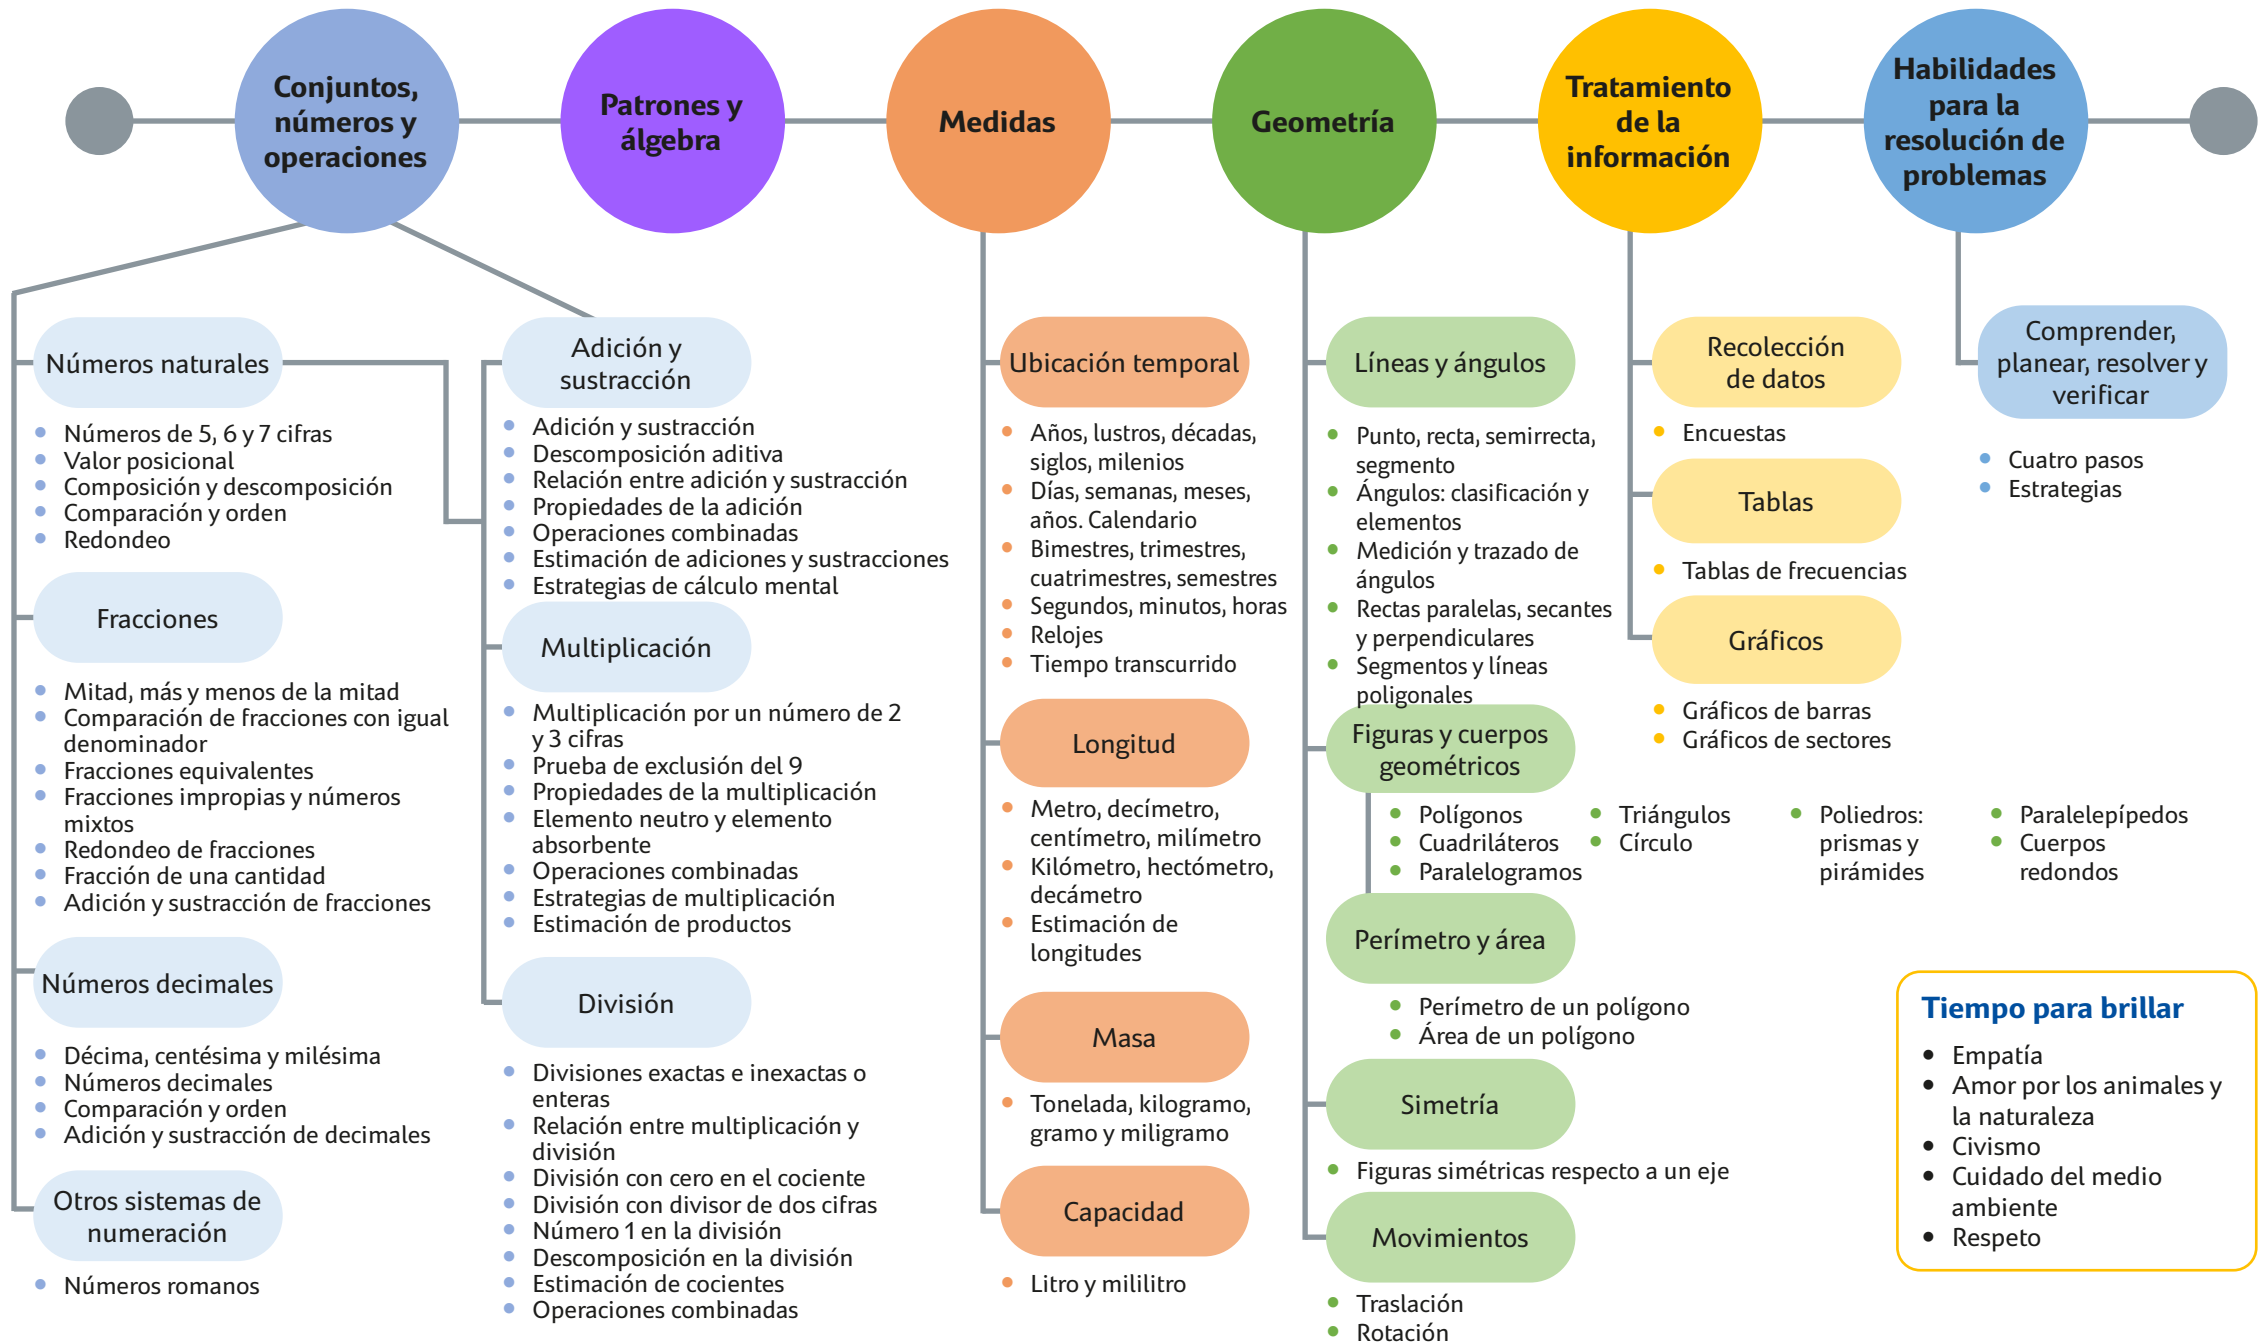 Conjuntos,
números y
operaciones
Patrones y
álgebra
Medidas
Geometría
Tratamiento
de la
información
Habilidades
para la
resolución de
problemas
Números naturales
Números de 5, 6 y 7 cifras
Valor posicional
Composición y descomposición
Comparación y orden
Redondeo
Fracciones
Mitad, más y menos de la mitad
Comparación de fracciones con igual
denominador
Fracciones equivalentes
Fracciones impropias y números
mixtos
Redondeo de fracciones
Fracción de una cantidad
Adición y sustracción de fracciones
Números decimales
Décima, centésima y milésima
Números decimales
Comparación y orden
Adición y sustracción de decimales
Otros sistemas de
numeración
Números romanos
Adición y
sustracción
Adición y sustracción
Descomposición aditiva
Relación entre adición y sustracción
Propiedades de la adición
Operaciones combinadas
Estimación de adiciones y sustracciones
Estrategias de cálculo mental
Multiplicación
Multiplicación por un número de 2
y 3 cifras
Prueba de exclusión del 9
Propiedades de la multiplicación
Elemento neutro y elemento
absorbente
Operaciones combinadas
Estrategias de multiplicación
Estimación de productos
División
Divisiones exactas e inexactas o
enteras
Relación entre multiplicación y
división
División con cero en el cociente
División con divisor de dos cifras
Número 1 en la división
Descomposición en la división
Estimación de cocientes
Operaciones combinadas
Ubicación temporal
Años, lustros, décadas,
siglos, milenios
Días, semanas, meses,
años. Calendario
Bimestres, trimestres,
cuatrimestres, semestres
Segundos, minutos, horas
Relojes
Tiempo transcurrido
Longitud
Metro, decímetro,
centímetro, milímetro
Kilómetro, hectómetro,
decámetro
Estimación de
longitudes
Masa
Tonelada, kilogramo,
gramo y miligramo
Capacidad
Litro y mililitro
Líneas y ángulos
Punto, recta, semirrecta,
segmento
Ángulos: clasificación y
elementos
Medición y trazado de
ángulos
Rectas paralelas, secantes
y perpendiculares
Segmentos y líneas
poligonales
Figuras y cuerpos
geométricos
Polígonos
Cuadriláteros
Paralelogramos
Triángulos
Círculo
Poliedros:
prismas y
pirámides
Paralelepípedos
Cuerpos
redondos
Perímetro y área
Perímetro de un polígono
Área de un polígono
Simetría
Figuras simétricas respecto a un eje
Movimientos
Traslación
Rotación
Recolección
de datos
Encuestas
Tablas
Tablas de frecuencias
Gráficos
Gráficos de barras
Gráficos de sectores
Comprender,
planear, resolver y
verificar
Cuatro pasos
Estrategias
Tiempo para brillar
Empatía
Amor por los animales y
la naturaleza
Civismo
Cuidado del medio
ambiente
Respeto